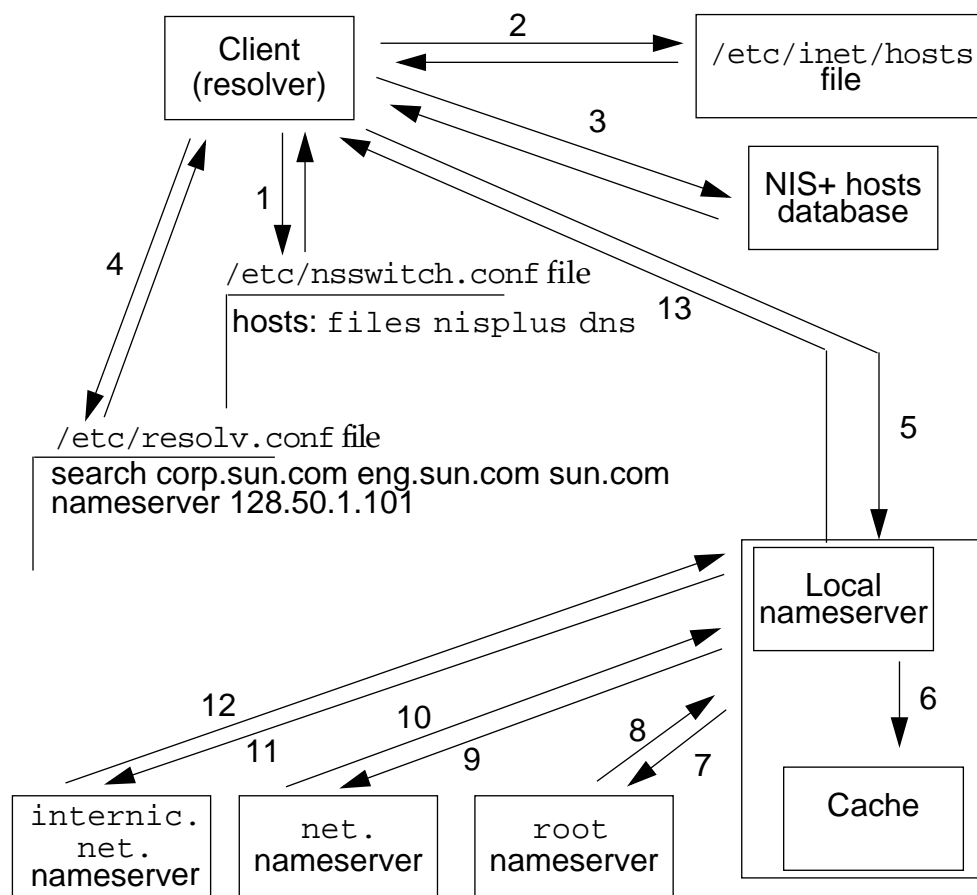 Client
(resolver)
2
/etc/inet/hosts
file
3
NIS+ hosts
database
1
4
/etc/nsswitch.conf file
hosts: files nisplus dns
13
5
/etc/resolv.conf file
search corp.sun.com eng.sun.com sun.com
nameserver 128.50.1.101
Local
nameserver
6
Cache
12
11
10
9
8
7
internic.
net.
nameserver
net.
nameserver
root
nameserver